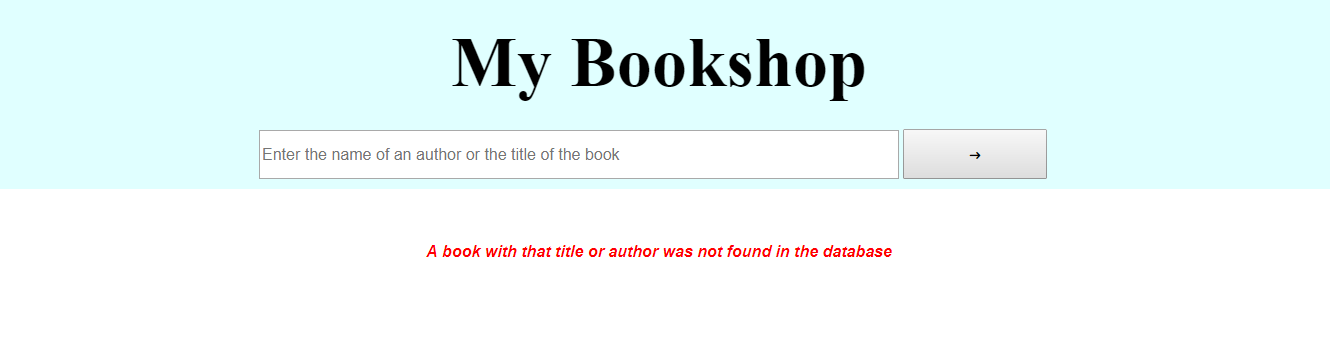 My Bookshop
Enter the name of an author or the title of the book
→
A book with that title or author was not found in the database